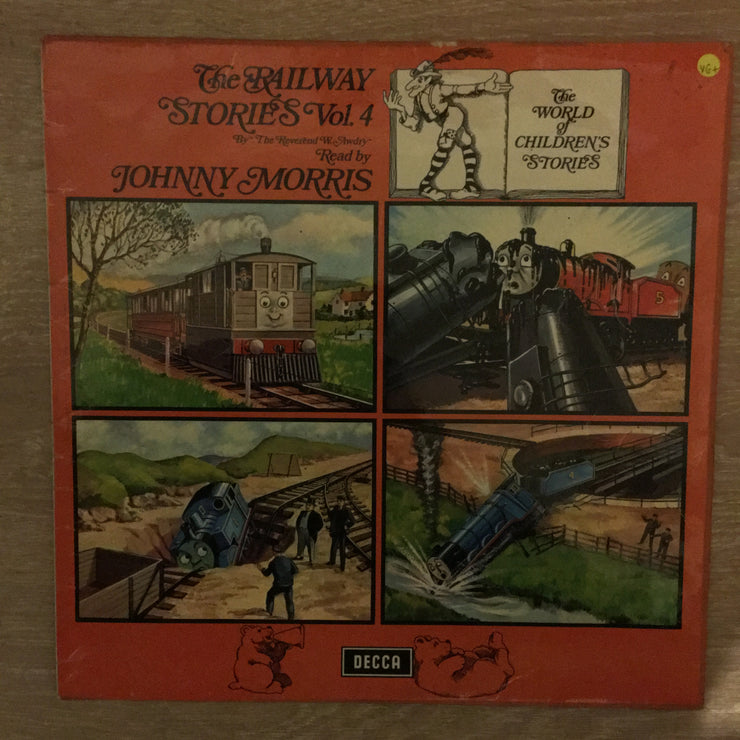 The RAILWAY
STORIES Vol. 4
By The Reverend W. Awdry
Read by
JOHNNY MORRIS
The
WORLD
of
CHILDREN'S
STORIES
VG+
5
4
DECCA